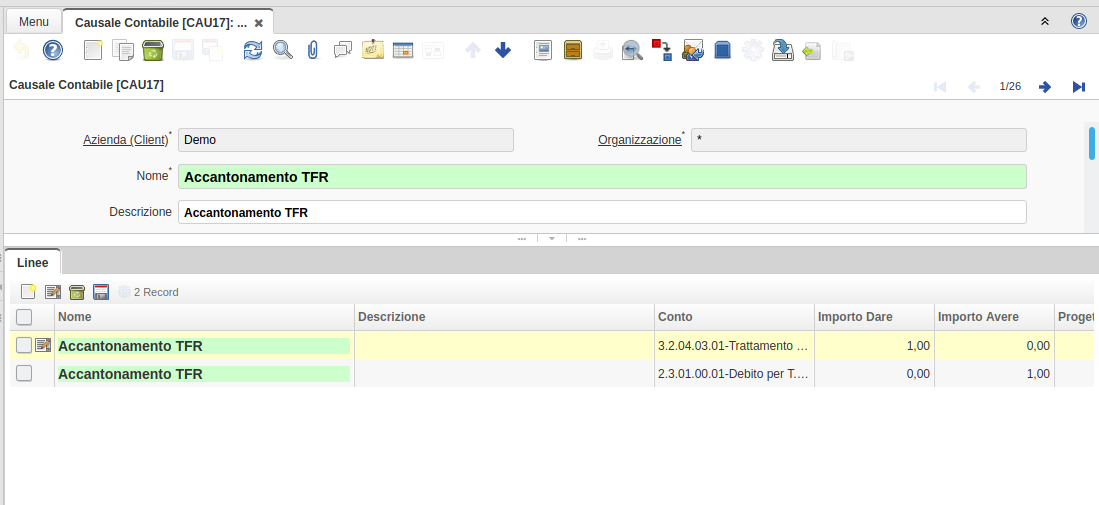 Menu
Causale Contabile [CAU17]: ...
Causale Contabile [CAU17]
1/26
Azienda (Client)* Demo
Organizzazione* *
Nome* Accantonamento TFR
Descrizione Accantonamento TFR
Linee
2 Record
Nome Descrizione Conto Importo Dare Importo Avere Proget
Accantonamento TFR 3.2.04.03.01-Trattamento ... 1,00 0,00
Accantonamento TFR 2.3.01.00.01-Debito per T.... 0,00 1,00